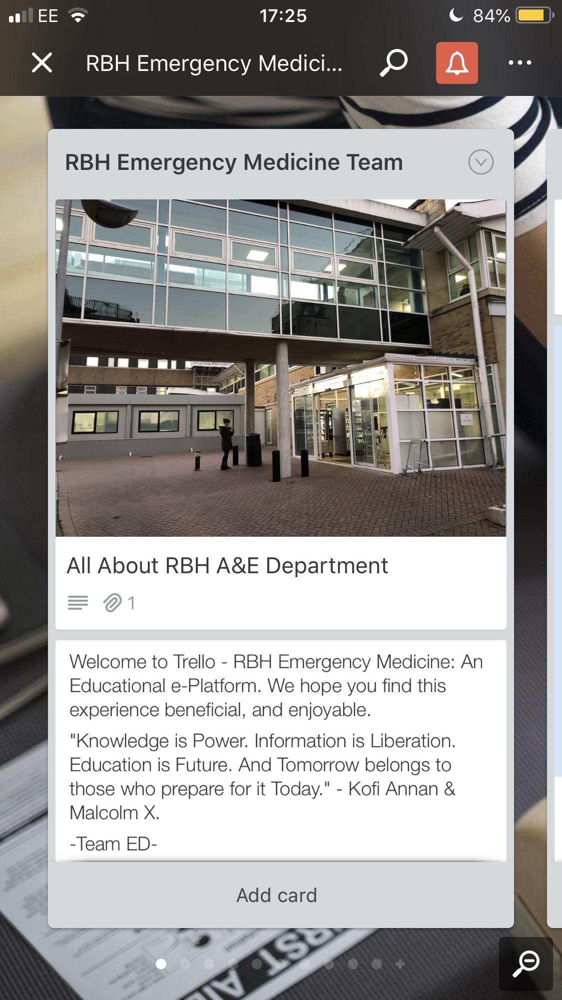 EE 17:25 84%
RBH Emergency Medici...
RBH Emergency Medicine Team
All About RBH A&E Department
1
Welcome to Trello - RBH Emergency Medicine: An
Educational e-Platform. We hope you find this
experience beneficial, and enjoyable.
"Knowledge is Power. Information is Liberation.
Education is Future. And Tomorrow belongs to
those who prepare for it Today." - Kofi Annan &
Malcolm X.
-Team ED-
Add card